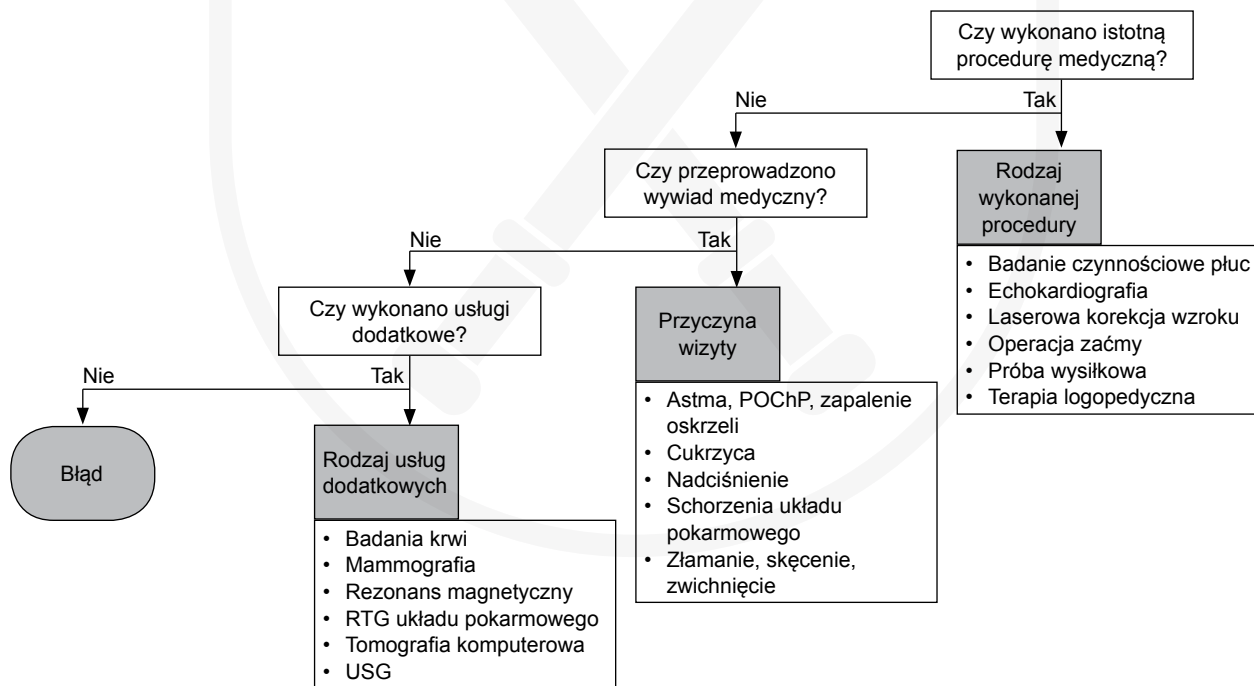 Czy wykonano istotną
procedurę medyczną?
Nie
Tak
Czy przeprowadzono
wywiad medyczny?
Rodzaj
wykonanej
procedury
• Badanie czynnościowe płuc
• Echokardiografia
• Laserowa korekcja wzroku
• Operacja zaćmy
• Próba wysiłkowa
• Terapia logopedyczna
Nie
Tak
Czy wykonano usługi
dodatkowe?
Przyczyna
wizyty
• Astma, POChP, zapalenie
oskrzeli
• Cukrzyca
• Nadciśnienie
• Schorzenia układu
pokarmowego
• Złamanie, skęcenie,
zwichnięcie
Nie
Tak
Błąd
Rodzaj usług
dodatkowych
• Badania krwi
• Mammografia
• Rezonans magnetyczny
• RTG układu pokarmowego
• Tomografia komputerowa
• USG